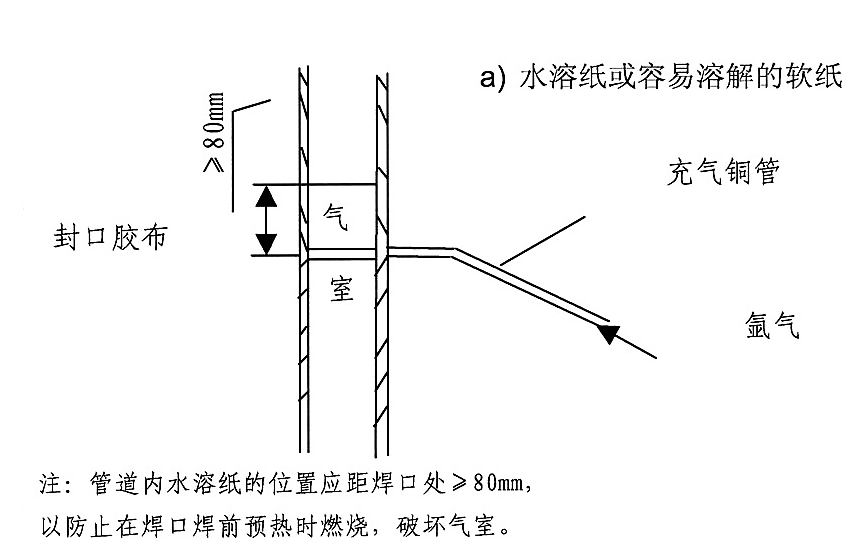 a) 水溶纸或容易溶解的软纸
≥80mm
充气铜管
气
封口胶布
室
氩气
注：管道内水溶纸的位置应距焊口处≥80mm，
以防止在焊口焊前预热时燃烧，破坏气室。